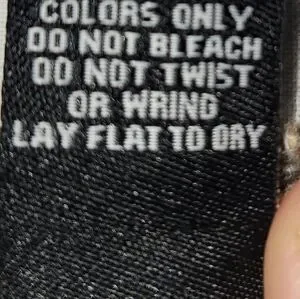 COLORS ONLY
DO NOT BLEACH
DO NOT TWIST
OR WRING
LAY FLAT TO DRY